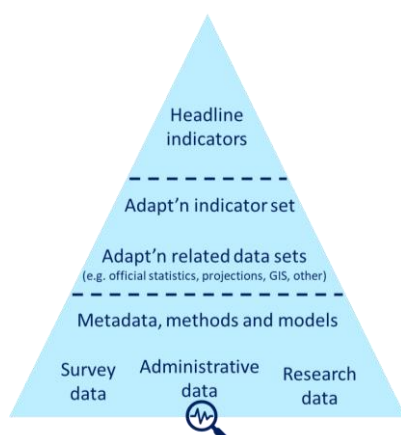 Headline
indicators
Adapt'n indicator set
Adapt'n related data sets
(e.g. official statistics, projections, GIS, other)
Metadata, methods and models
Survey
data
Administrative
data
Research
data